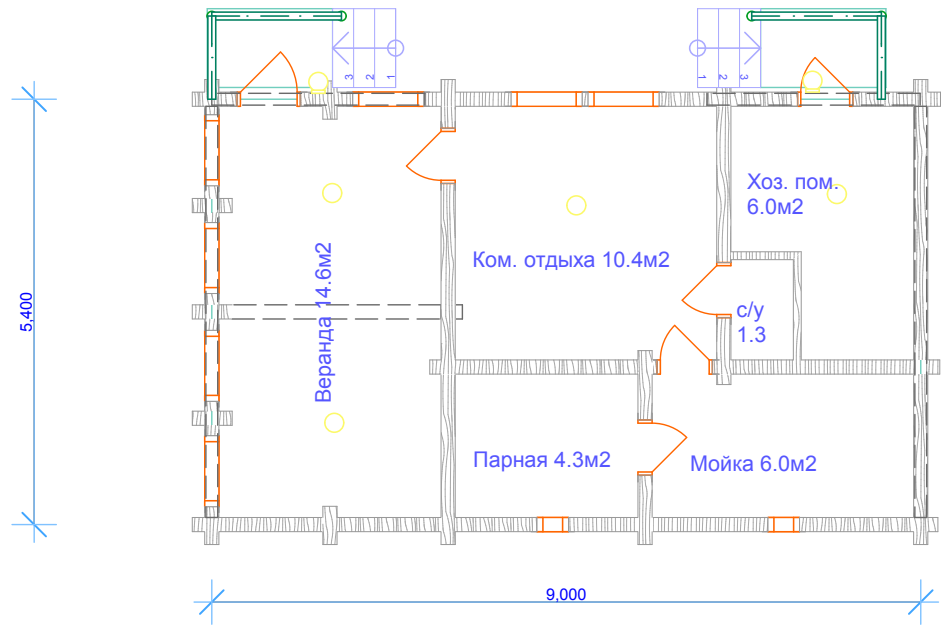 3 2 1
1 2 3
Хоз. пом.
6.0м2
Ком. отдыха 10.4м2
Веранда 14.6м2
с/у
1.3
5,400
Парная 4.3м2
Мойка 6.0м2
9,000